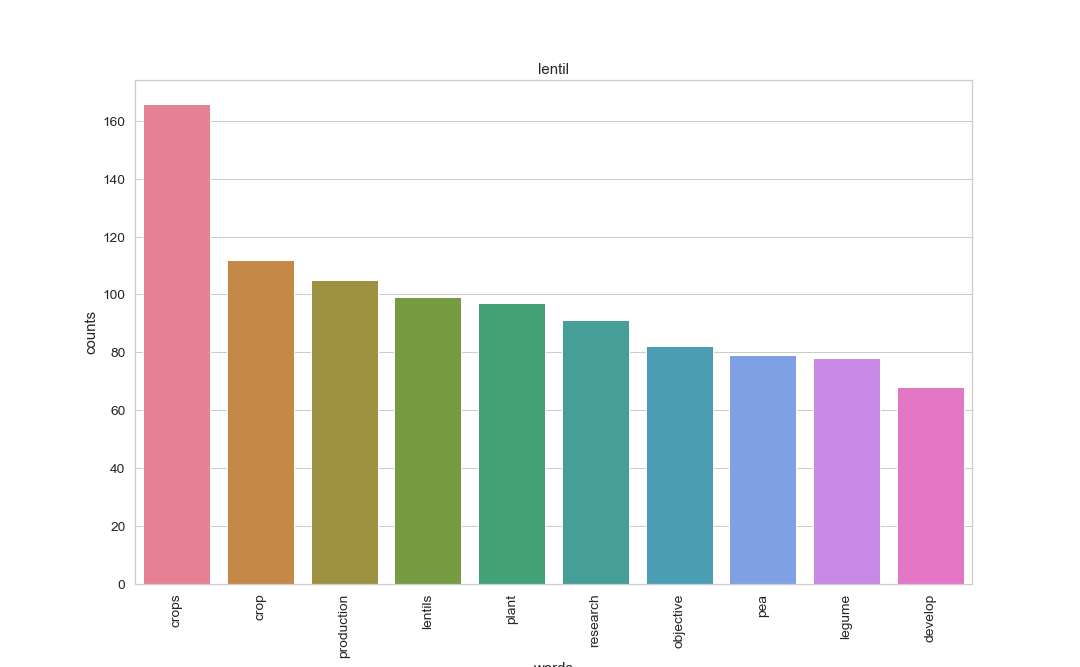 lentil
counts
160
140
120
100
80
60
40
20
0
crops
crop
production
lentils
plant
research
objective
pea
legume
develop
words